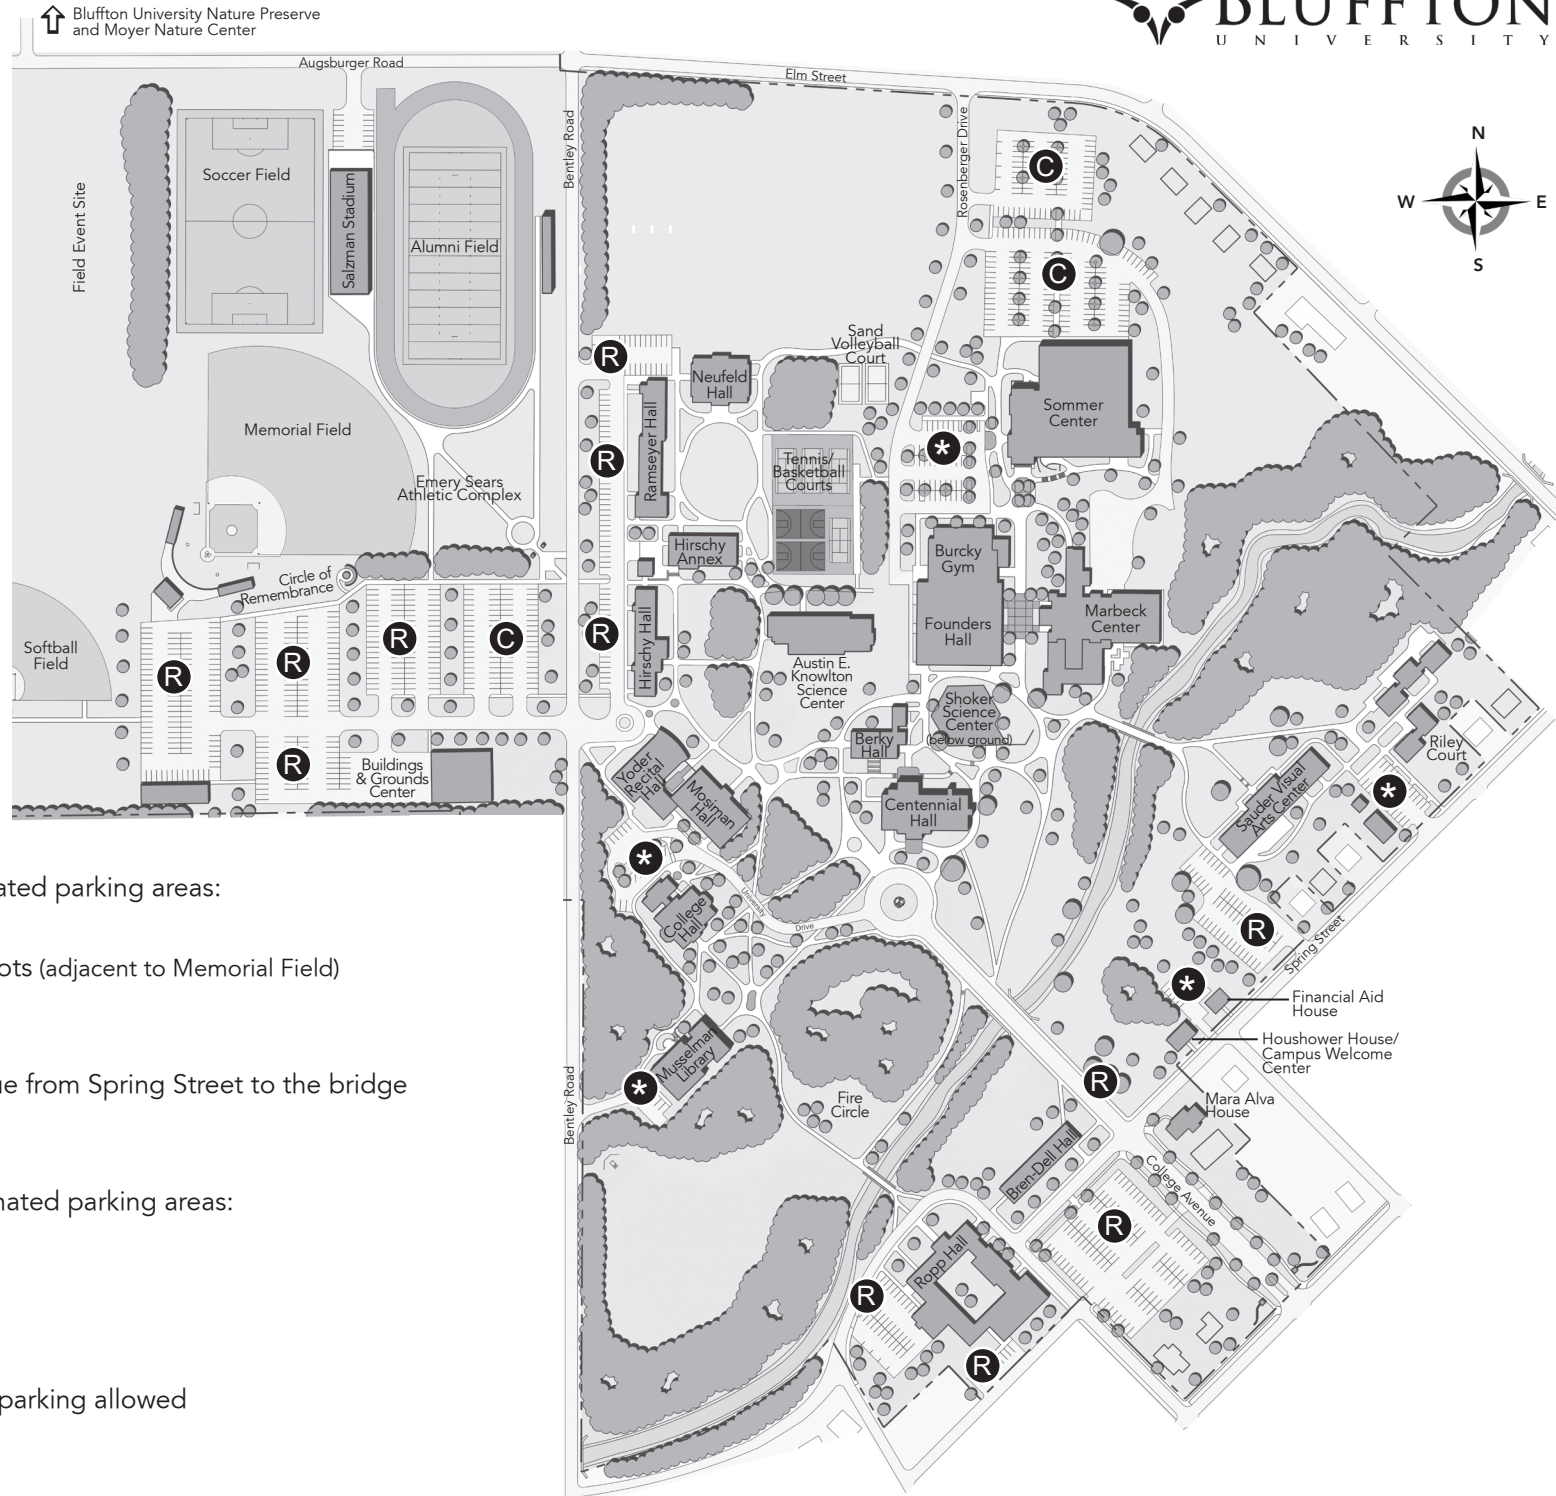 Bluffton University Nature Preserve
and Moyer Nature Center
BLUFFTON
UNIVERSITY
Augsburger Road
Elm Street
Bentley Road
Rosenberger Drive
N
W
E
S
C
C
Field Event Site
Soccer Field
Salzman Stadium
Alumni Field
Sand
Volleyball
Court
R
Neufeld
Hall
Ramseyer Hall
Sommer
Center
Memorial Field
*
R
Tennis/
Basketball
Courts
Emery Sears
Athletic Complex
Hirschy
Annex
Burcky
Gym
Circle of
Remembrance
Founders
Hall
Marbeck
Center
Hirschy Hall
Softball
Field
R
R
R
C
R
Austin E.
Knowlton
Science
Center
Shoker
Science
Center
(below ground)
Berky
Hall
Riley
Court
R
Buildings
& Grounds
Center
Yoder
Recital
Hall
Mosiman
Hall
Centennial
Hall
Sauder Visual
Arts Center
*
*
College
Hall
University
Drive
R
Spring Street
*
ated parking areas:
ots (adjacent to Memorial Field)
Financial Aid
House
Houshower House/
Campus Welcome
Center
Musselman
Library
*
ue from Spring Street to the bridge
Bentley Road
Fire
Circle
R
Mara Alva
House
Bren-Dell Hall
College Avenue
nated parking areas:
R
Ropp Hall
R
R
parking allowed